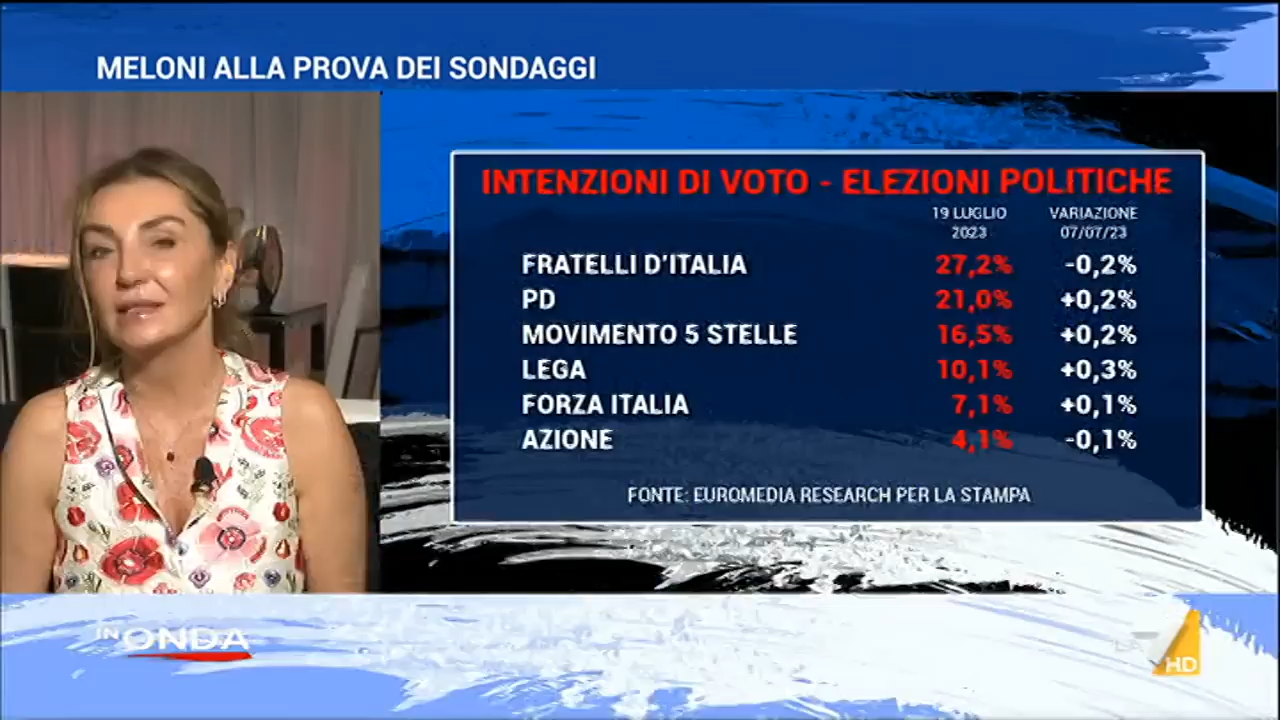 MELONI ALLA PROVA DEI SONDAGGI
INTENZIONI DI VOTO - ELEZIONI POLITICHE
19 LUGLIO 2023 VARIAZIONE 07/07/23
FRATELLI D'ITALIA 27,2% -0,2%
PD 21,0% +0,2%
MOVIMENTO 5 STELLE 16,5% +0,2%
LEGA 10,1% +0,3%
FORZA ITALIA 7,1% +0,1%
AZIONE 4,1% -0,1%
FONTE: EUROMEDIA RESEARCH PER LA STAMPA
IN ONDA
LA7 HD